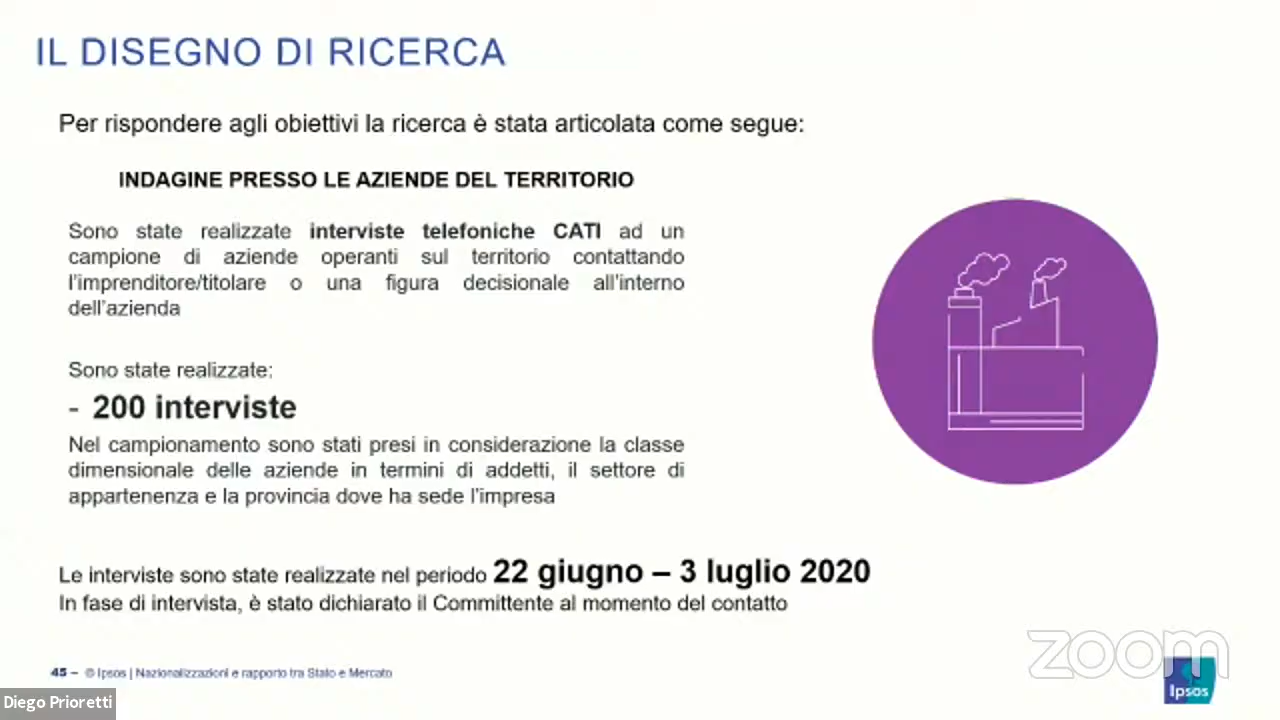 IL DISEGNO DI RICERCA
Per rispondere agli obiettivi la ricerca è stata articolata come segue:
INDAGINE PRESSO LE AZIENDE DEL TERRITORIO
Sono state realizzate interviste telefoniche CATI ad un
campione di aziende operanti sul territorio contattando
l'imprenditore/titolare o una figura decisionale all'interno
dell'azienda
Sono state realizzate:
- 200 interviste
Nel campionamento sono stati presi in considerazione la classe
dimensionale delle aziende in termini di addetti, il settore di
appartenenza e la provincia dove ha sede l'impresa
Le interviste sono state realizzate nel periodo 22 giugno – 3 luglio 2020
In fase di intervista, è stato dichiarato il Committente al momento del contatto
zoom
45 – © Ipsos | Nazionalizzazioni e rapporto tra Stato e Mercato
Ipsos
Diego Prioretti